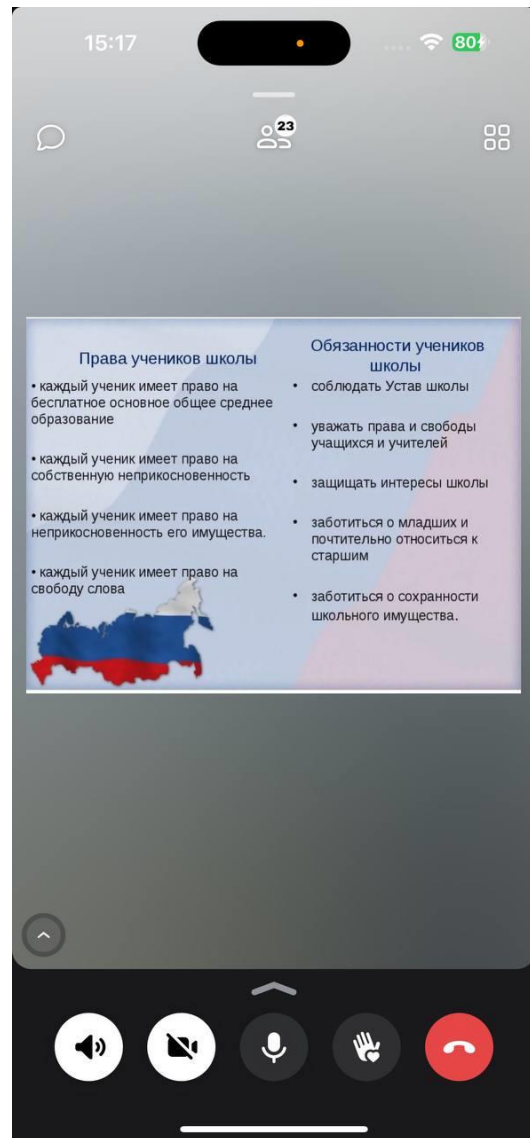 15:17
80
23
Права учеников школы
• каждый ученик имеет право на
бесплатное основное общее среднее
образование
• каждый ученик имеет право на
собственную неприкосновенность
• каждый ученик имеет право на
неприкосновенность его имущества.
• каждый ученик имеет право на
свободу слова
Обязанности учеников
школы
• соблюдать Устав школы
• уважать права и свободы
учащихся и учителей
• защищать интересы школы
• заботиться о младших и
почтительно относиться к
старшим
• заботиться о сохранности
школьного имущества.